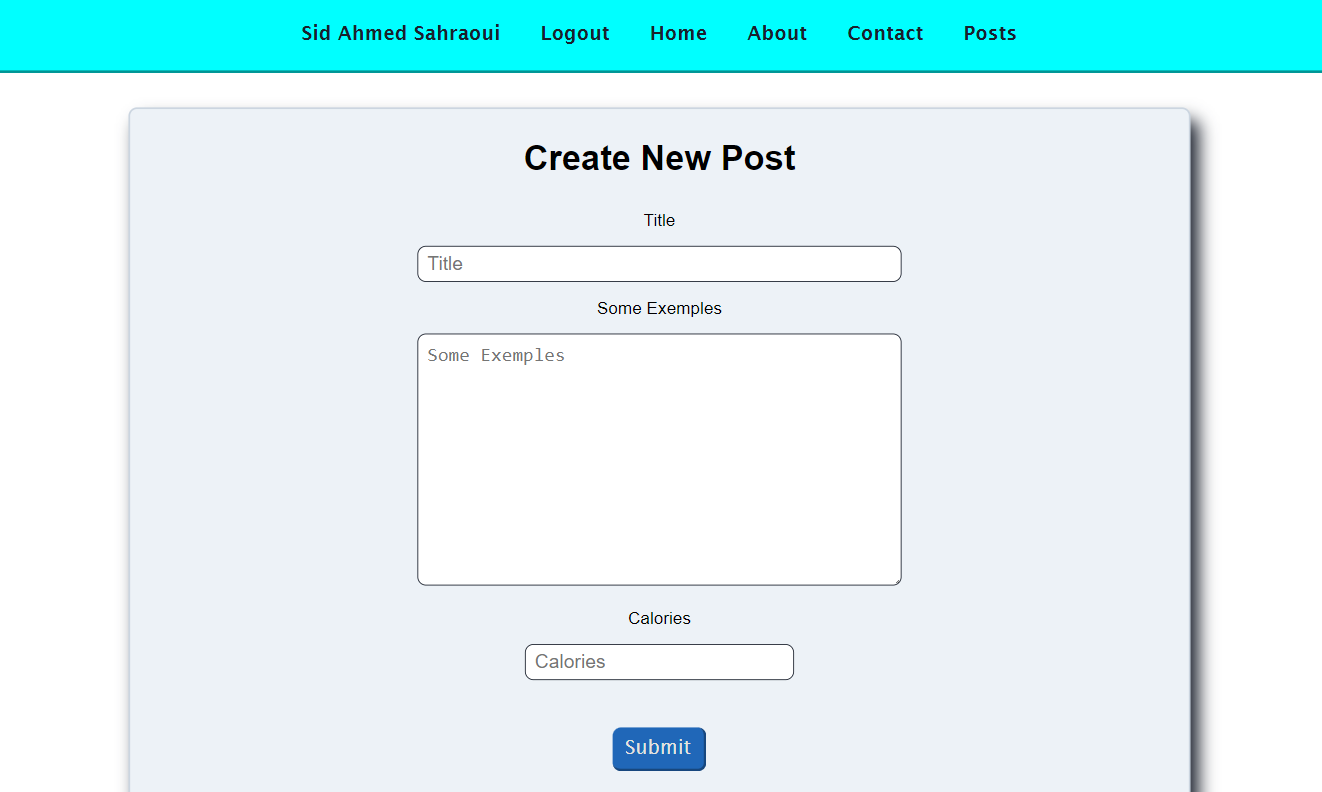 Sid Ahmed Sahraoui Logout Home About Contact Posts
Create New Post
Title
Title
Some Exemples
Some Exemples
Calories
Calories
Submit